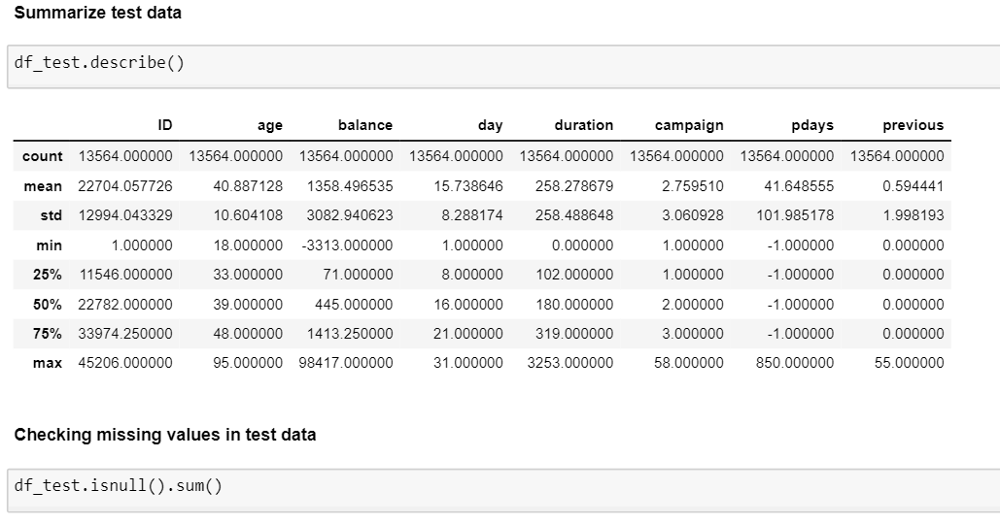 Summarize test data
df_test.describe()
ID age balance day duration campaign pdays previous
count 13564.000000 13564.000000 13564.000000 13564.000000 13564.000000 13564.000000 13564.000000 13564.000000
mean 22704.057726 40.887128 1358.496535 15.738646 258.278679 2.759510 41.648555 0.594441
std 12994.043329 10.604108 3082.940623 8.288174 258.488648 3.060928 101.985178 1.998193
min 1.000000 18.000000 -3313.000000 1.000000 0.000000 1.000000 -1.000000 0.000000
25% 11546.000000 33.000000 71.000000 8.000000 102.000000 1.000000 -1.000000 0.000000
50% 22782.000000 39.000000 445.000000 16.000000 180.000000 2.000000 -1.000000 0.000000
75% 33974.250000 48.000000 1413.250000 21.000000 319.000000 3.000000 -1.000000 0.000000
max 45206.000000 95.000000 98417.000000 31.000000 3253.000000 58.000000 850.000000 55.000000
Checking missing values in test data
df_test.isnull().sum()